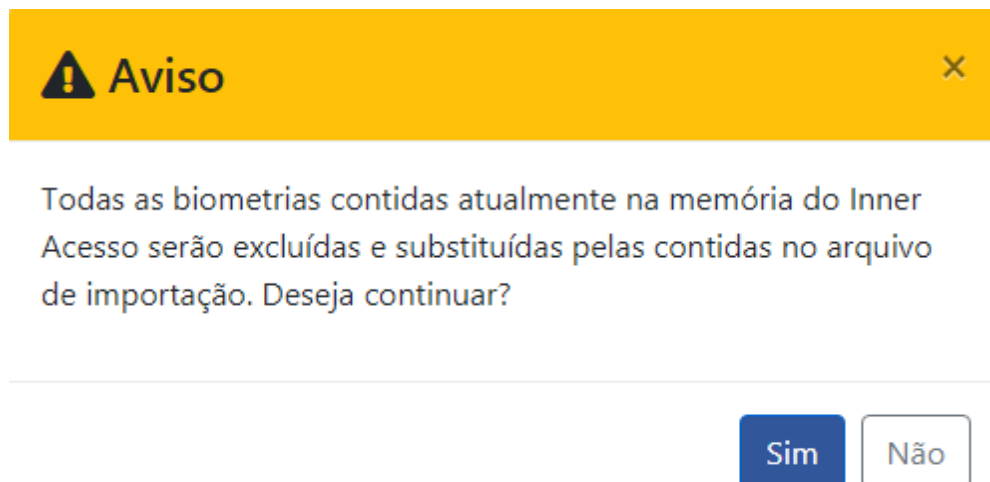 Aviso
×
Todas as biometrias contidas atualmente na memória do Inner
Acesso serão excluídas e substituídas pelas contidas no arquivo
de importação. Deseja continuar?
Sim
Não